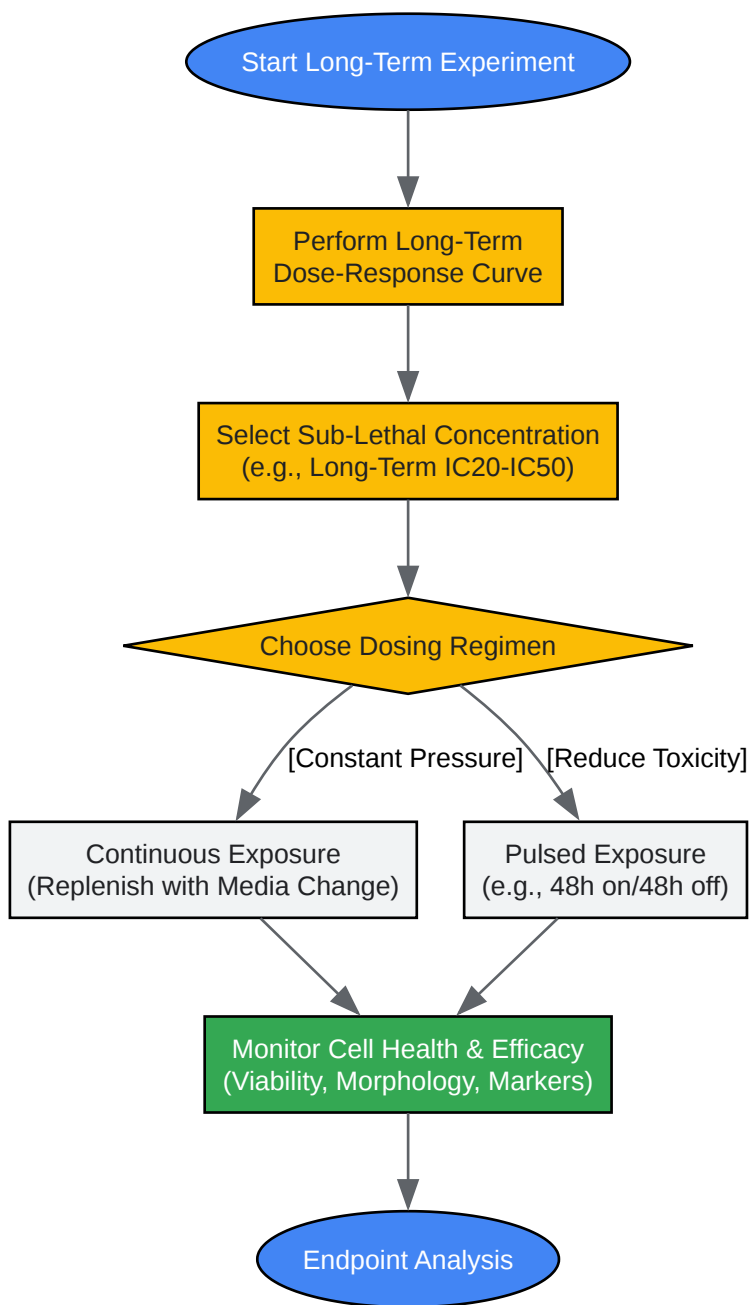 Start Long-Term Experiment
Perform Long-Term
Dose-Response Curve
Select Sub-Lethal Concentration
(e.g., Long-Term IC20-IC50)
Choose Dosing Regimen
[Constant Pressure]
[Reduce Toxicity]
Continuous Exposure
(Replenish with Media Change)
Pulsed Exposure
(e.g., 48h on/48h off)
Monitor Cell Health & Efficacy
(Viability, Morphology, Markers)
Endpoint Analysis